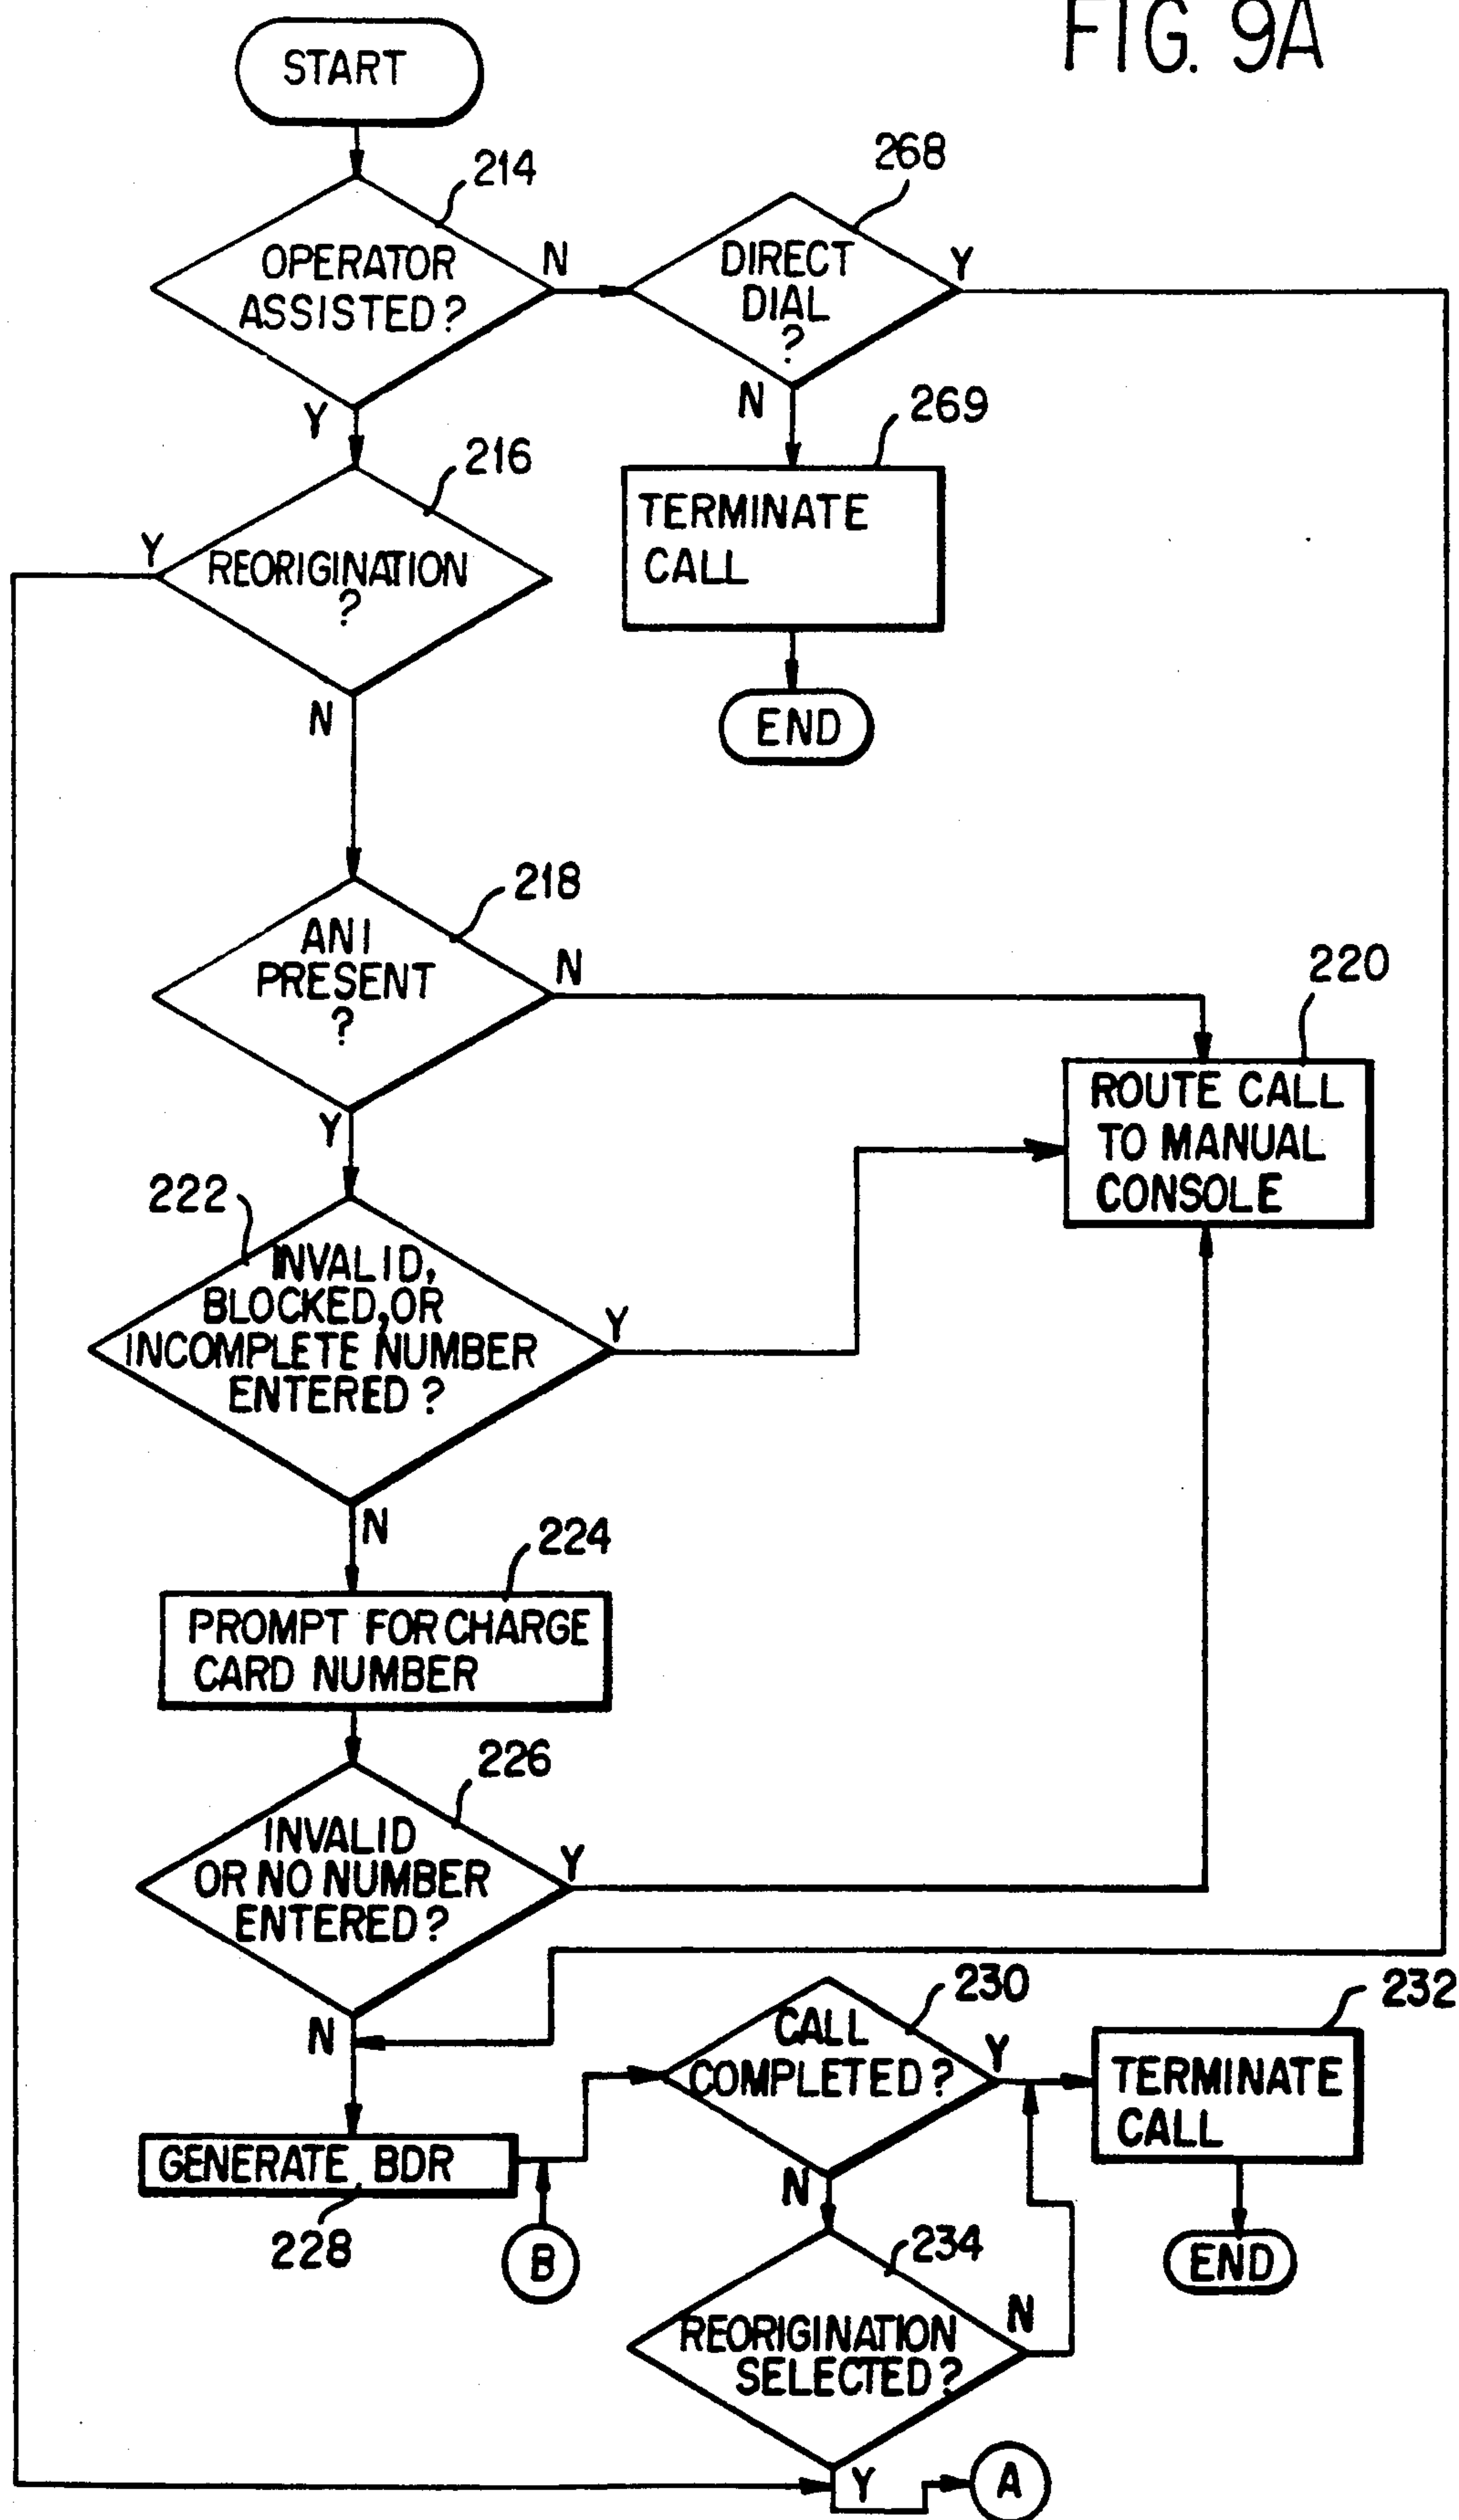 FIG. 9A
START
214
268
OPERATOR
ASSISTED?
N
DIRECT
DIAL
?
Y
Y
N
269
216
TERMINATE
CALL
Y
REORIGINATION
?
N
END
218
ANI
PRESENT
?
N
220
Y
ROUTE CALL
TO MANUAL
CONSOLE
222
INVALID,
BLOCKED, OR
INCOMPLETE NUMBER
ENTERED?
Y
N
224
PROMPT FOR CHARGE
CARD NUMBER
226
INVALID
OR NO NUMBER
ENTERED?
Y
N
230
232
CALL
COMPLETED?
Y
TERMINATE
CALL
GENERATE BDR
228
B
N
234
END
REORIGINATION
SELECTED?
N
Y
A